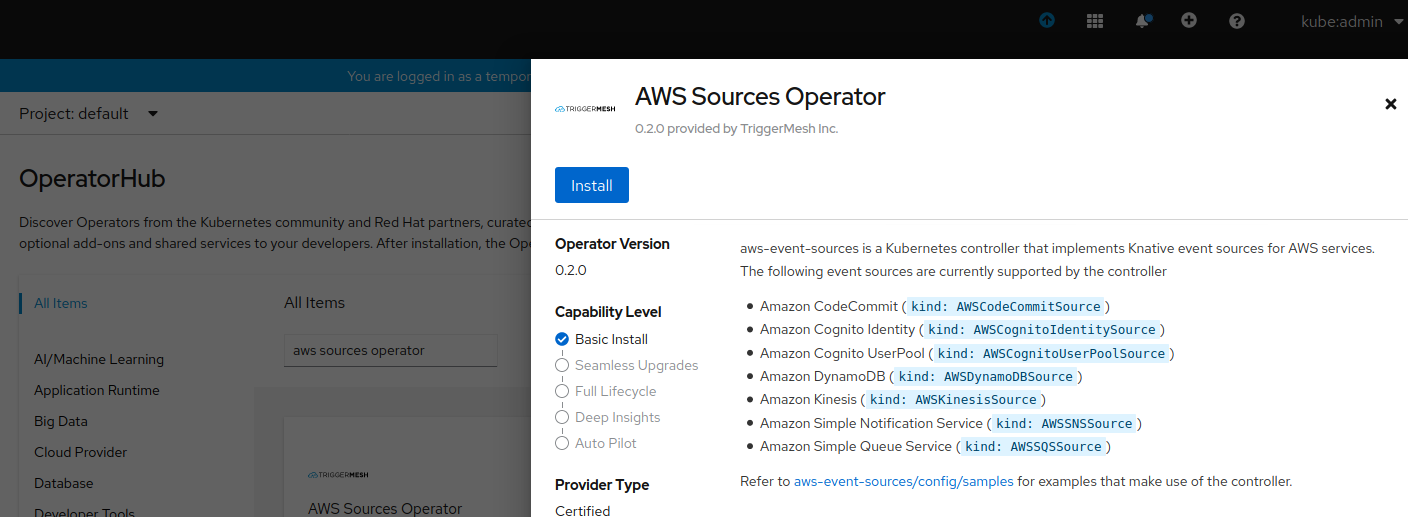 kube:admin
You are logged in as a tempor
Project: default
OperatorHub
Discover Operators from the Kubernetes community and Red Hat partners, curated
optional add-ons and shared services to your developers. After installation, the Ope
All Items
AI/Machine Learning
Application Runtime
Big Data
Cloud Provider
Database
Developer Tools
All Items
aws sources operator
TRIGGERMESH
AWS Sources Operator
TRIGGERMESH
AWS Sources Operator
0.2.0 provided by TriggerMesh Inc.
Install
Operator Version
0.2.0
Capability Level
Basic Install
Seamless Upgrades
Full Lifecycle
Deep Insights
Auto Pilot
Provider Type
Certified
aws-event-sources is a Kubernetes controller that implements Knative event sources for AWS services.
The following event sources are currently supported by the controller
Amazon CodeCommit ( kind: AWSCodeCommitSource )
Amazon Cognito Identity ( kind: AWSCognitoIdentitySource )
Amazon Cognito UserPool ( kind: AWSCognitoUserPoolSource )
Amazon DynamoDB ( kind: AWSDynamoDBSource )
Amazon Kinesis ( kind: AWSKinesisSource )
Amazon Simple Notification Service ( kind: AWSSNSSource )
Amazon Simple Queue Service ( kind: AWSSQSSource )
Refer to aws-event-sources/config/samples for examples that make use of the controller.